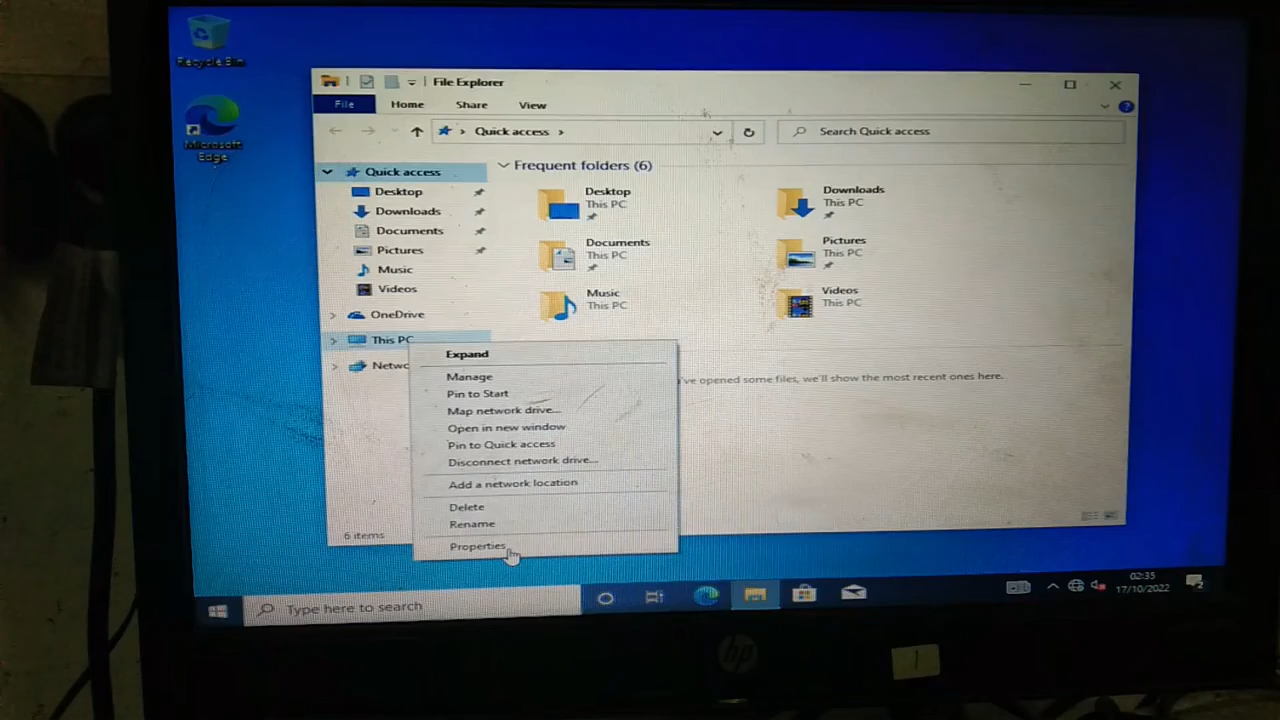 Recycle Bin
Microsoft
Edge
File Explorer
File
Home
Share
View
Quick access
Search Quick access
Quick access
Desktop
Downloads
Documents
Pictures
Music
Videos
OneDrive
This PC
Netwo
6 items
Frequent folders (6)
Desktop
This PC
Downloads
This PC
Documents
This PC
Pictures
This PC
Music
This PC
Videos
This PC
've opened some files, we'll show the most recent ones here.
Expand
Manage
Pin to Start
Map network drive...
Open in new window
Pin to Quick access
Disconnect network drive...
Add a network location
Delete
Rename
Properties
Type here to search
02:35
17/10/2022
2
hp
1